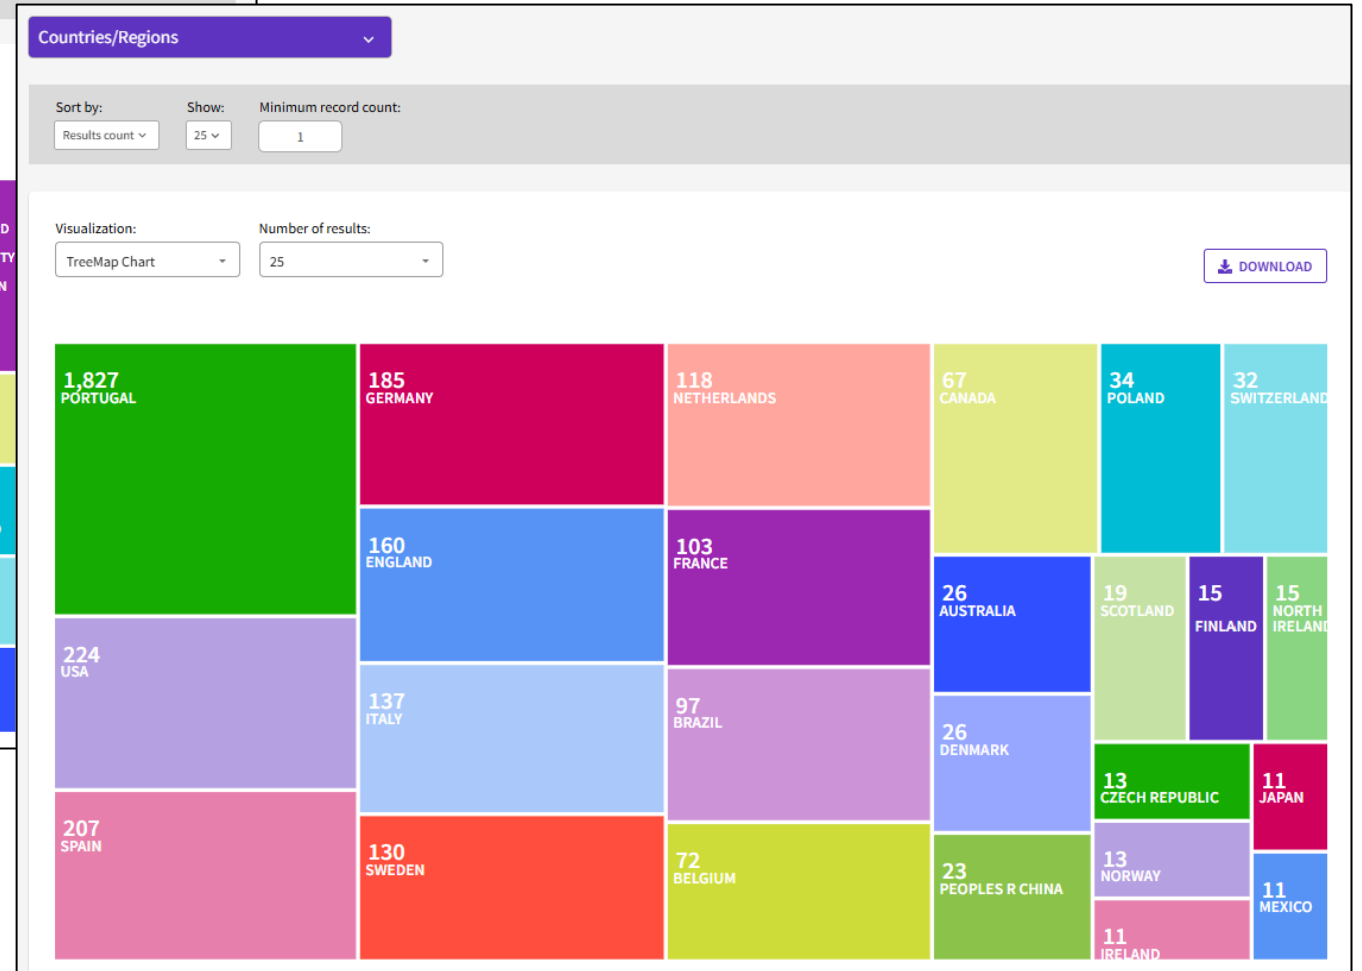 Countries/Regions
Sort by:
Show:
Minimum record count:
Results count
25
1
Visualization:
Number of results:
TreeMap Chart
25
DOWNLOAD
D
TY
N
1,827
PORTUGAL
224
USA
207
SPAIN
185
GERMANY
160
ENGLAND
137
ITALY
130
SWEDEN
118
NETHERLANDS
103
FRANCE
97
BRAZIL
72
BELGIUM
67
CANADA
34
POLAND
32
SWITZERLAND
26
AUSTRALIA
26
DENMARK
23
PEOPLES R CHINA
19
SCOTLAND
15
FINLAND
15
NORTH
IRELAND
13
CZECH REPUBLIC
13
NORWAY
11
IRELAND
11
JAPAN
11
MEXICO